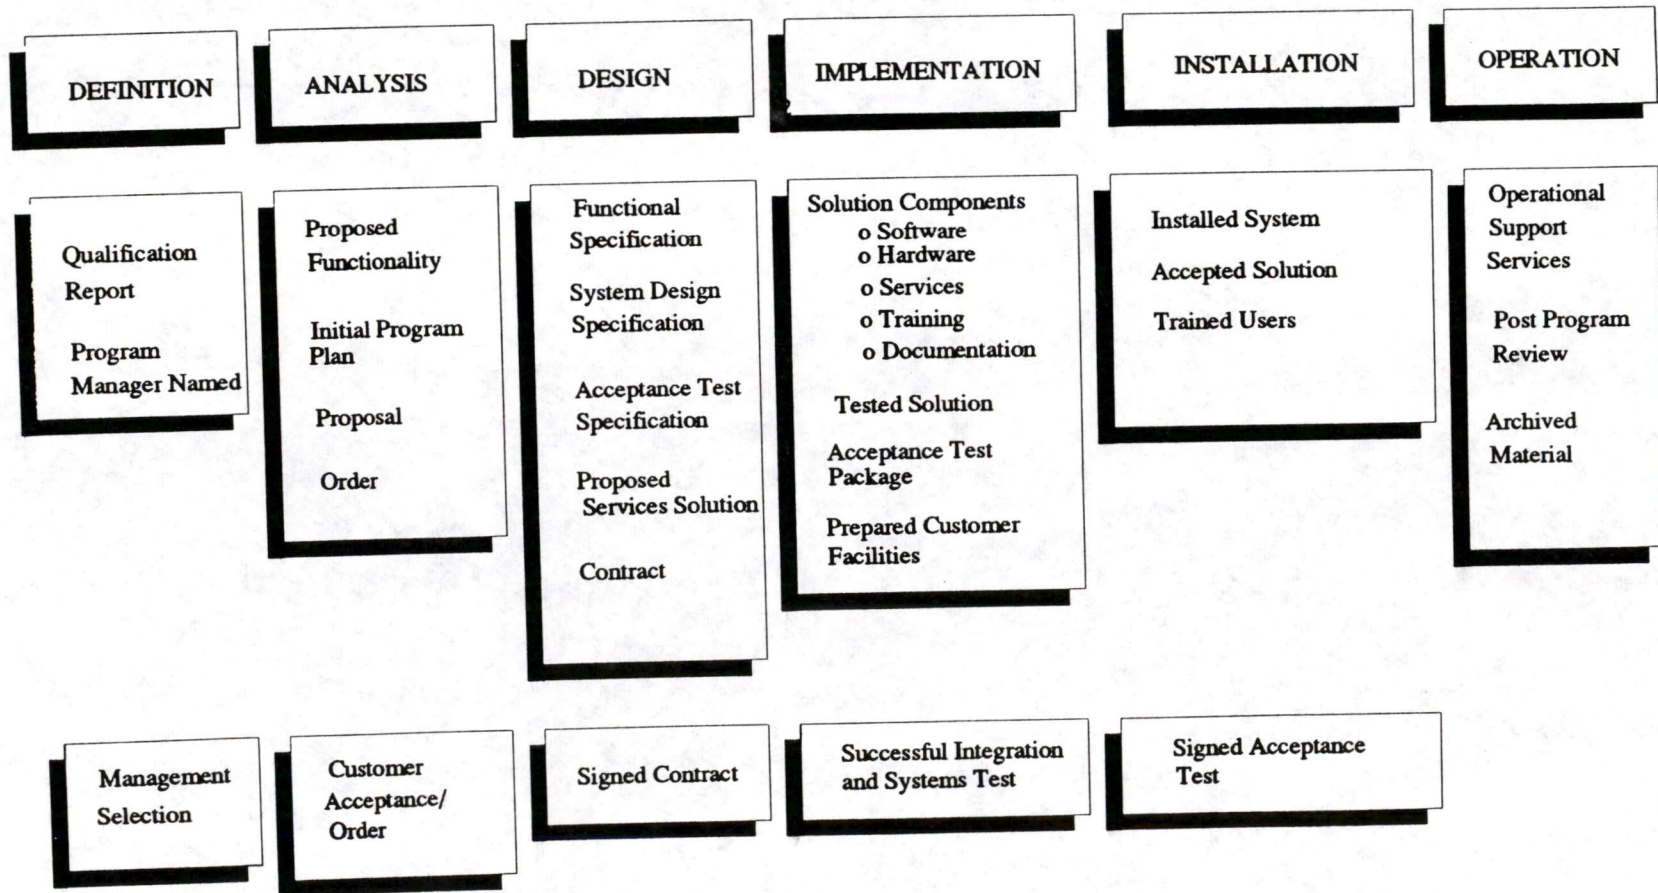 DEFINITION
ANALYSIS
DESIGN
IMPLEMENTATION
INSTALLATION
OPERATION
Qualification
Report
Program
Manager Named
Proposed
Functionality
Initial Program
Plan
Proposal
Order
Functional
Specification
System Design
Specification
Acceptance Test
Specification
Proposed
Services Solution
Contract
Solution Components
o Software
o Hardware
o Services
o Training
o Documentation
Tested Solution
Acceptance Test
Package
Prepared Customer
Facilities
Installed System
Accepted Solution
Trained Users
Operational
Support
Services
Post Program
Review
Archived
Material
Management
Selection
Customer
Acceptance/
Order
Signed Contract
Successful Integration
and Systems Test
Signed Acceptance
Test